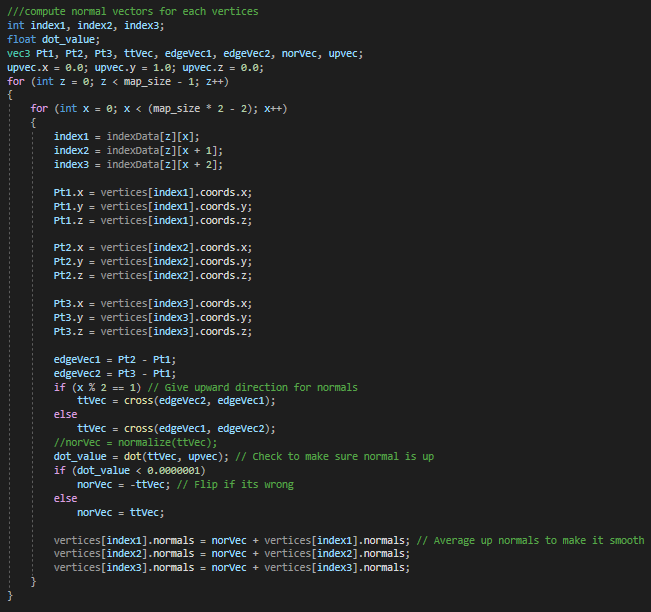 ///compute normal vectors for each vertices
int index1, index2, index3;
float dot_value;
vec3 Pt1, Pt2, Pt3, ttVec, edgeVec1, edgeVec2, norVec, upvec;
upvec.x = 0.0; upvec.y = 1.0; upvec.z = 0.0;
for (int z = 0; z < map_size - 1; z++)
{
    for (int x = 0; x < (map_size * 2 - 2); x++)
    {
        index1 = indexData[z][x];
        index2 = indexData[z][x + 1];
        index3 = indexData[z][x + 2];

        Pt1.x = vertices[index1].coords.x;
        Pt1.y = vertices[index1].coords.y;
        Pt1.z = vertices[index1].coords.z;

        Pt2.x = vertices[index2].coords.x;
        Pt2.y = vertices[index2].coords.y;
        Pt2.z = vertices[index2].coords.z;

        Pt3.x = vertices[index3].coords.x;
        Pt3.y = vertices[index3].coords.y;
        Pt3.z = vertices[index3].coords.z;

        edgeVec1 = Pt2 - Pt1;
        edgeVec2 = Pt3 - Pt1;
        if (x % 2 == 1) // Give upward direction for normals
            ttVec = cross(edgeVec2, edgeVec1);
        else
            ttVec = cross(edgeVec1, edgeVec2);
        //norVec = normalize(ttVec);
        dot_value = dot(ttVec, upvec); // Check to make sure normal is up
        if (dot_value < 0.0000001)
            norVec = -ttVec; // Flip if its wrong
        else
            norVec = ttVec;

        vertices[index1].normals = norVec + vertices[index1].normals; // Average up normals to make it smooth
        vertices[index2].normals = norVec + vertices[index2].normals;
        vertices[index3].normals = norVec + vertices[index3].normals;
    }
}